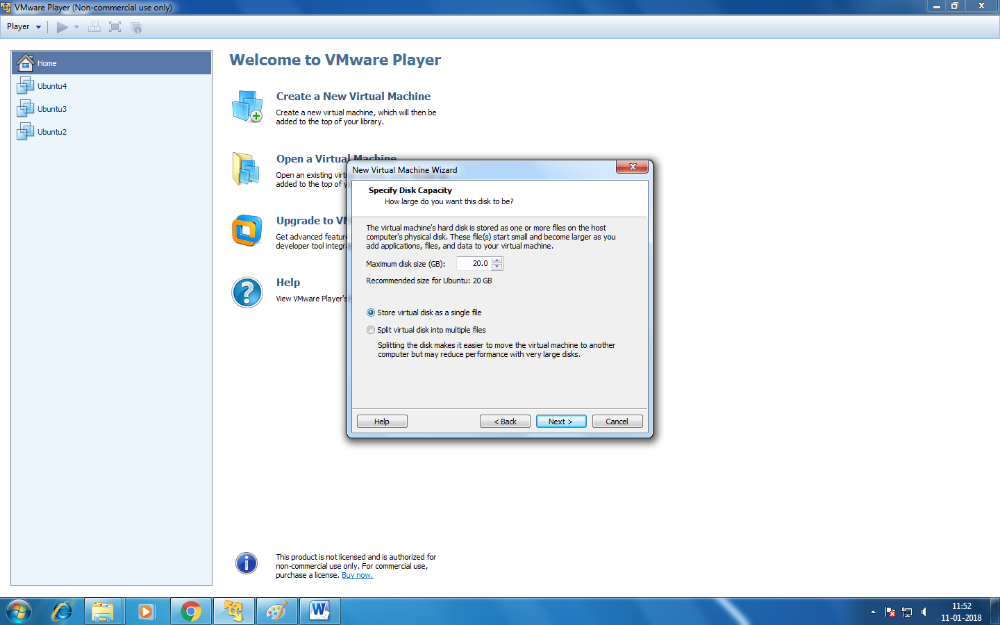 VMware Player (Non-commercial use only)
Player
Home
Ubuntu4
Ubuntu3
Ubuntu2
Welcome to VMware Player
Create a New Virtual Machine
Create a new virtual machine, which will then be
added to the top of your library.
Open a Virtual Machine
Open an existing
added to the top of
Upgrade to
Get advanced
developer tool
Help
View VMware Player's
New Virtual Machine Wizard
Specify Disk Capacity
How large do you want this disk to be?
The virtual machine's hard disk is stored as one or more files on the host
computer's physical disk. These file(s) start small and become larger as you
add applications, files, and data to your virtual machine.
Maximum disk size (GB): 20.0
Recommended size for Ubuntu: 20 GB
Store virtual disk as a single file
Split virtual disk into multiple files
Splitting the disk makes it easier to move the virtual machine to another
computer but may reduce performance with very large disks.
Help < Back Next > Cancel
This product is not licensed and is authorized for
non-commercial use only. For commercial use,
purchase a license. Buy now.
11:52
11-01-2018